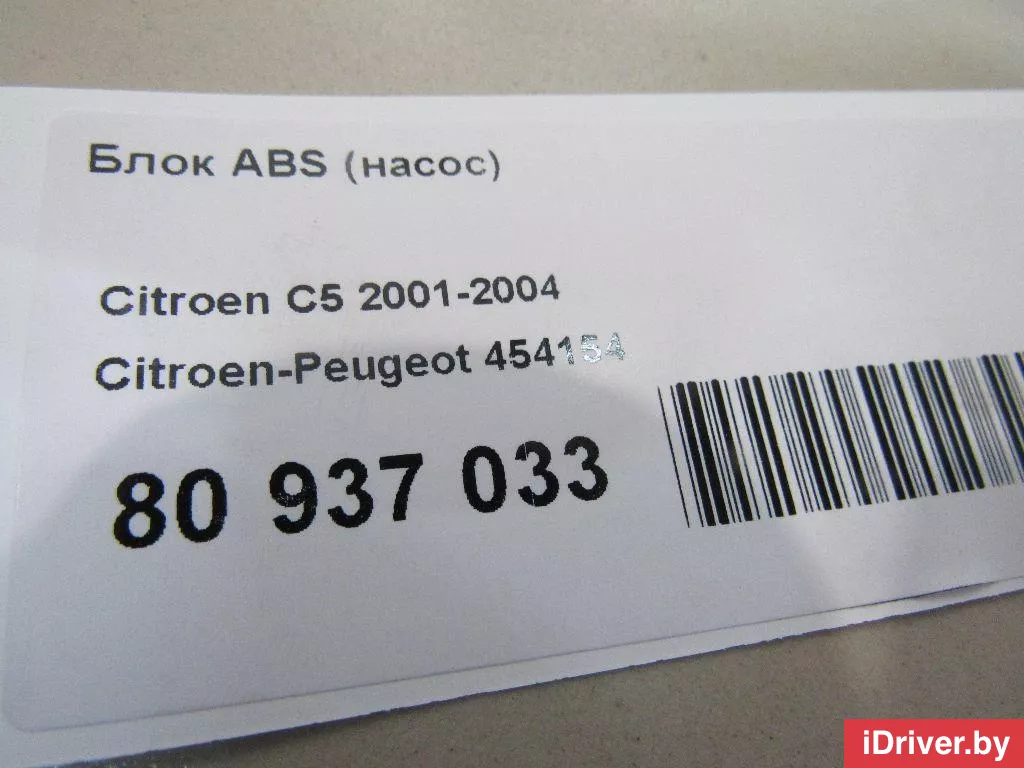 Блок ABS (насос)
Citroen C5 2001-2004
Citroen-Peugeot 454154
80 937 033
iDriver.by